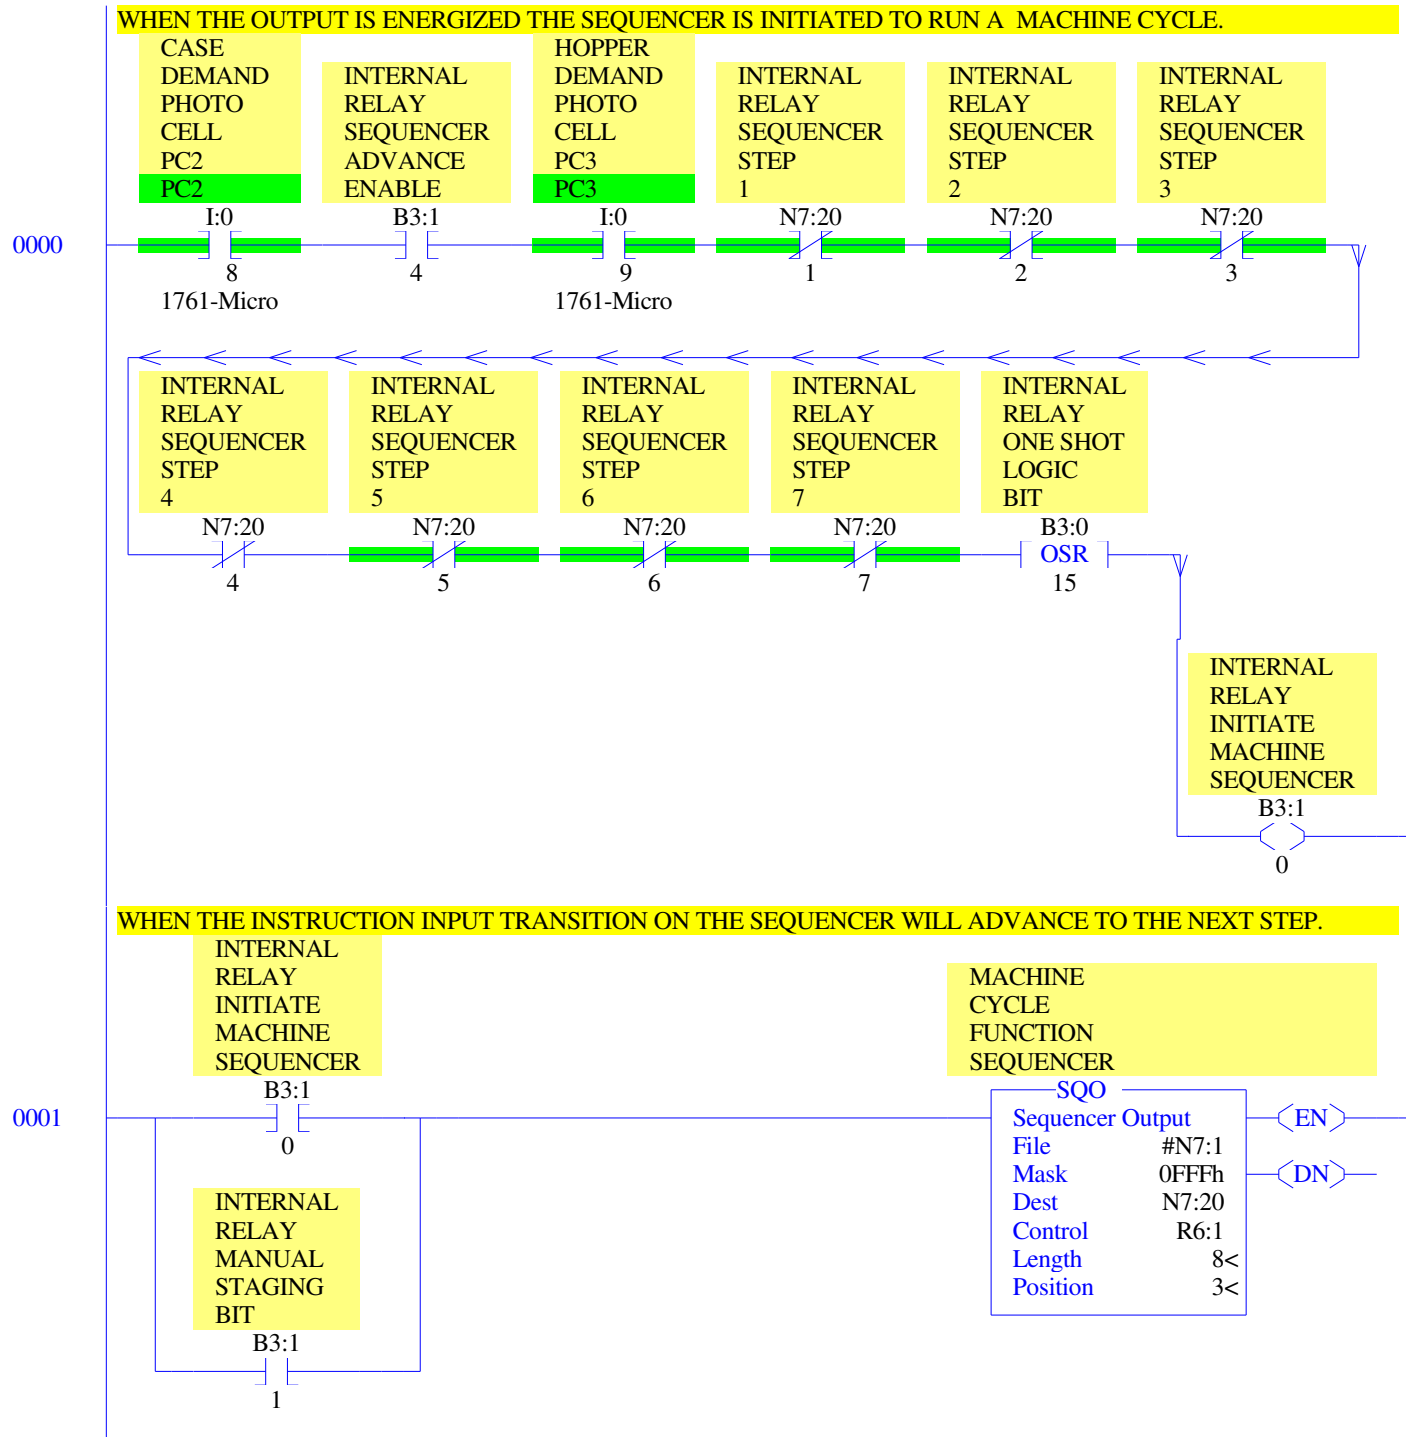 WHEN THE OUTPUT IS ENERGIZED THE SEQUENCER IS INITIATED TO RUN A  MACHINE CYCLE.
CASE
DEMAND
PHOTO
CELL
PC2
PC2
I:0
8
1761-Micro
INTERNAL
RELAY
SEQUENCER
ADVANCE
ENABLE
B3:1
4
HOPPER
DEMAND
PHOTO
CELL
PC3
PC3
I:0
9
1761-Micro
INTERNAL
RELAY
SEQUENCER
STEP
1
N7:20
1
INTERNAL
RELAY
SEQUENCER
STEP
2
N7:20
2
INTERNAL
RELAY
SEQUENCER
STEP
3
N7:20
3
0000
INTERNAL
RELAY
SEQUENCER
STEP
4
N7:20
4
INTERNAL
RELAY
SEQUENCER
STEP
5
N7:20
5
INTERNAL
RELAY
SEQUENCER
STEP
6
N7:20
6
INTERNAL
RELAY
SEQUENCER
STEP
7
N7:20
7
INTERNAL
RELAY
ONE SHOT
LOGIC
BIT
B3:0
OSR
15
INTERNAL
RELAY
INITIATE
MACHINE
SEQUENCER
B3:1
0
WHEN THE INSTRUCTION INPUT TRANSITION ON THE SEQUENCER WILL ADVANCE TO THE NEXT STEP.
INTERNAL
RELAY
INITIATE
MACHINE
SEQUENCER
B3:1
0
0001
INTERNAL
RELAY
MANUAL
STAGING
BIT
B3:1
1
MACHINE
CYCLE
FUNCTION
SEQUENCER
SQO
Sequencer Output
File #N7:1
Mask 0FFFh
Dest N7:20
Control R6:1
Length 8<
Position 3<
EN
DN